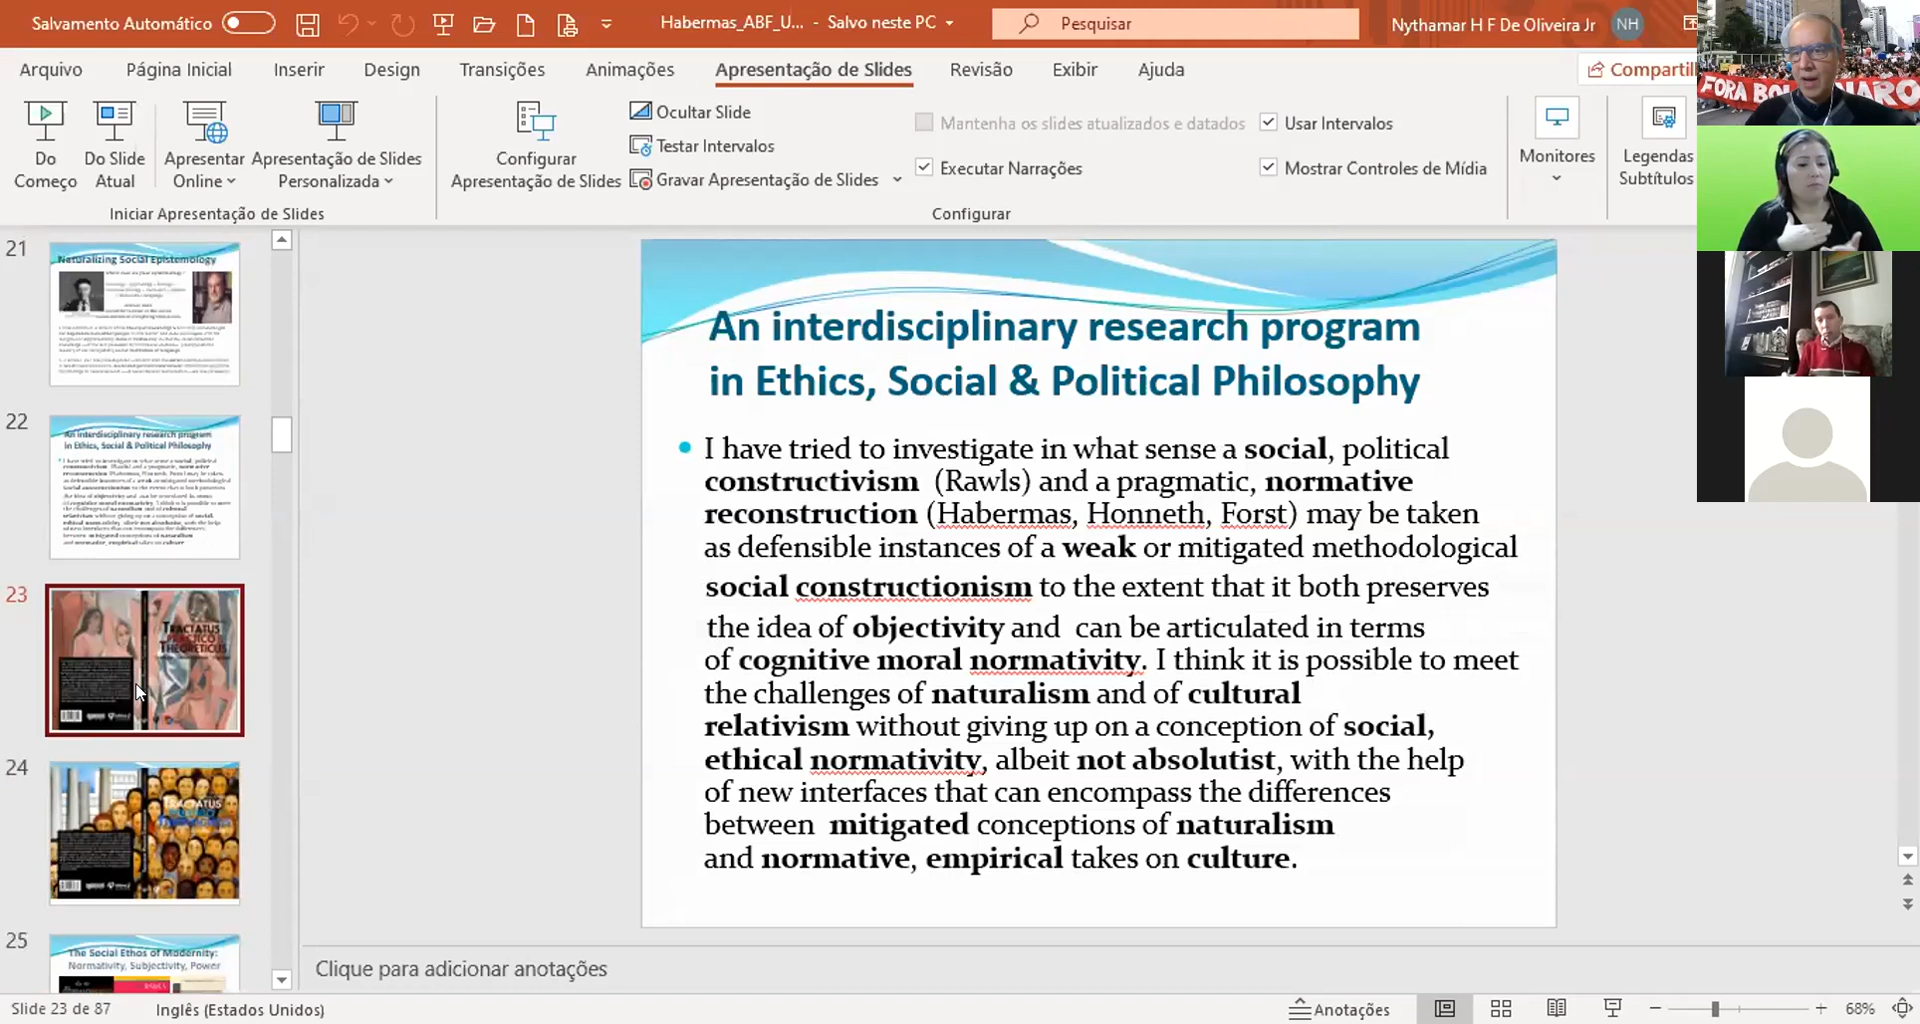 Salvamento Automático
Habermas_ABF_U... - Salvo neste PC
Pesquisar
Nythamar H F De Oliveira Jr
NH
Arquivo
Página Inicial
Inserir
Design
Transições
Animações
Apresentação de Slides
Revisão
Exibir
Ajuda
Compartil
FORA BOL NARO
Do Começo
Do Slide Atual
Apresentar Online
Apresentação de Slides Personalizada
Iniciar Apresentação de Slides
Configurar Apresentação de Slides
Ocultar Slide
Testar Intervalos
Gravar Apresentação de Slides
Mantenha os slides atualizados e datados
Executar Narrações
Usar Intervalos
Mostrar Controles de Mídia
Configurar
Monitores
Legendas Subtítulos
21
Naturalizing Social Epistemology
22
An interdisciplinary research program
in Ethics, Social & Political Philosophy
23
TRACTATUS
PRACTICO
THEORETICUS
24
TRACTATUS
25
The Social Ethos of Modernity:
Normativity, Subjectivity, Power
An interdisciplinary research program
in Ethics, Social & Political Philosophy
I have tried to investigate in what sense a social, political
constructivism (Rawls) and a pragmatic, normative
reconstruction (Habermas, Honneth, Forst) may be taken
as defensible instances of a weak or mitigated methodological
social constructionism to the extent that it both preserves
the idea of objectivity and can be articulated in terms
of cognitive moral normativity. I think it is possible to meet
the challenges of naturalism and of cultural
relativism without giving up on a conception of social,
ethical normativity, albeit not absolutist, with the help
of new interfaces that can encompass the differences
between mitigated conceptions of naturalism
and normative, empirical takes on culture.
Clique para adicionar anotações
Slide 23 de 87
Inglês (Estados Unidos)
Anotações
68%